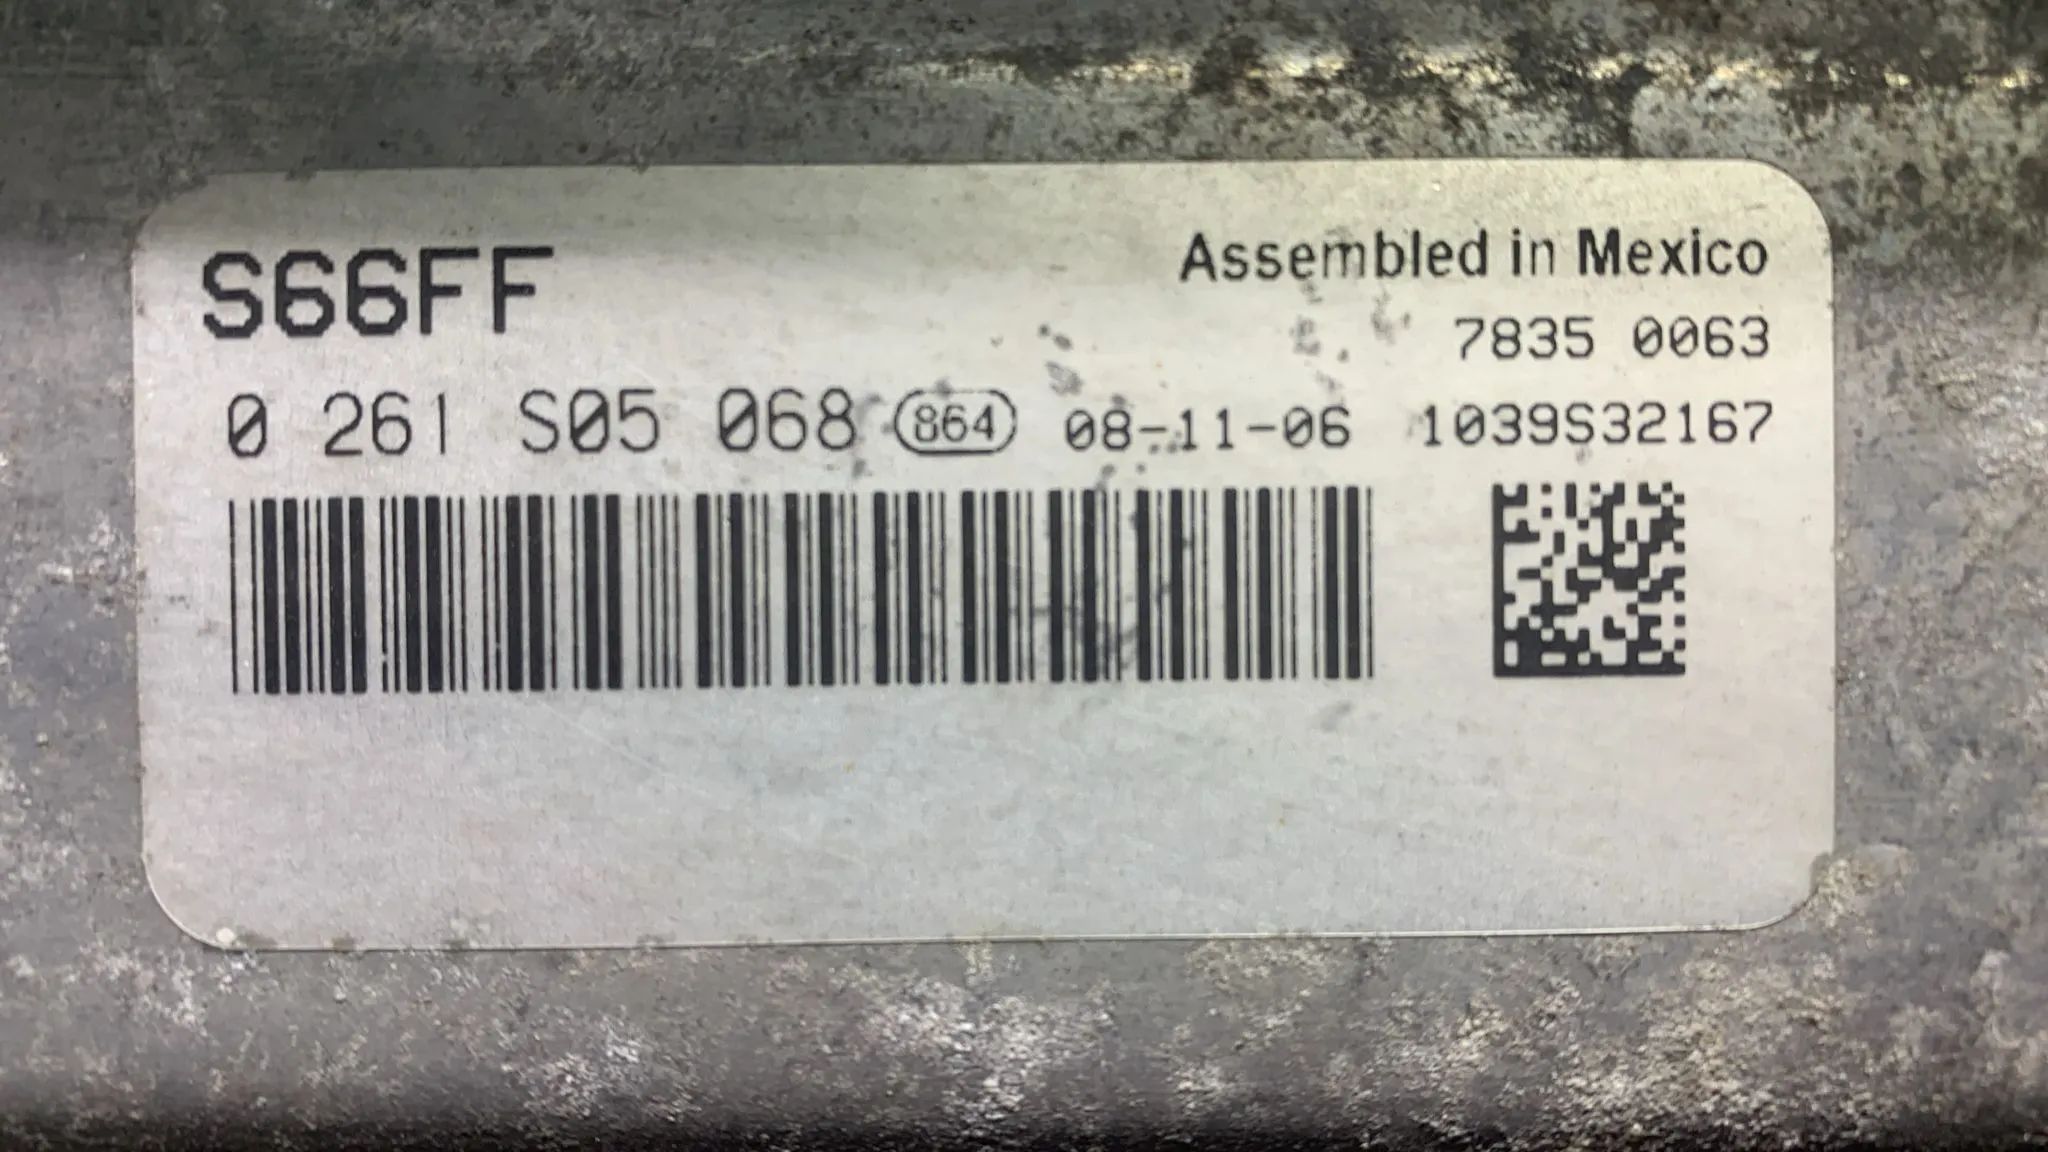 S66FF
Assembled in Mexico
7835 0063
0 261 S05 068 864 08-11-06 1039S32167